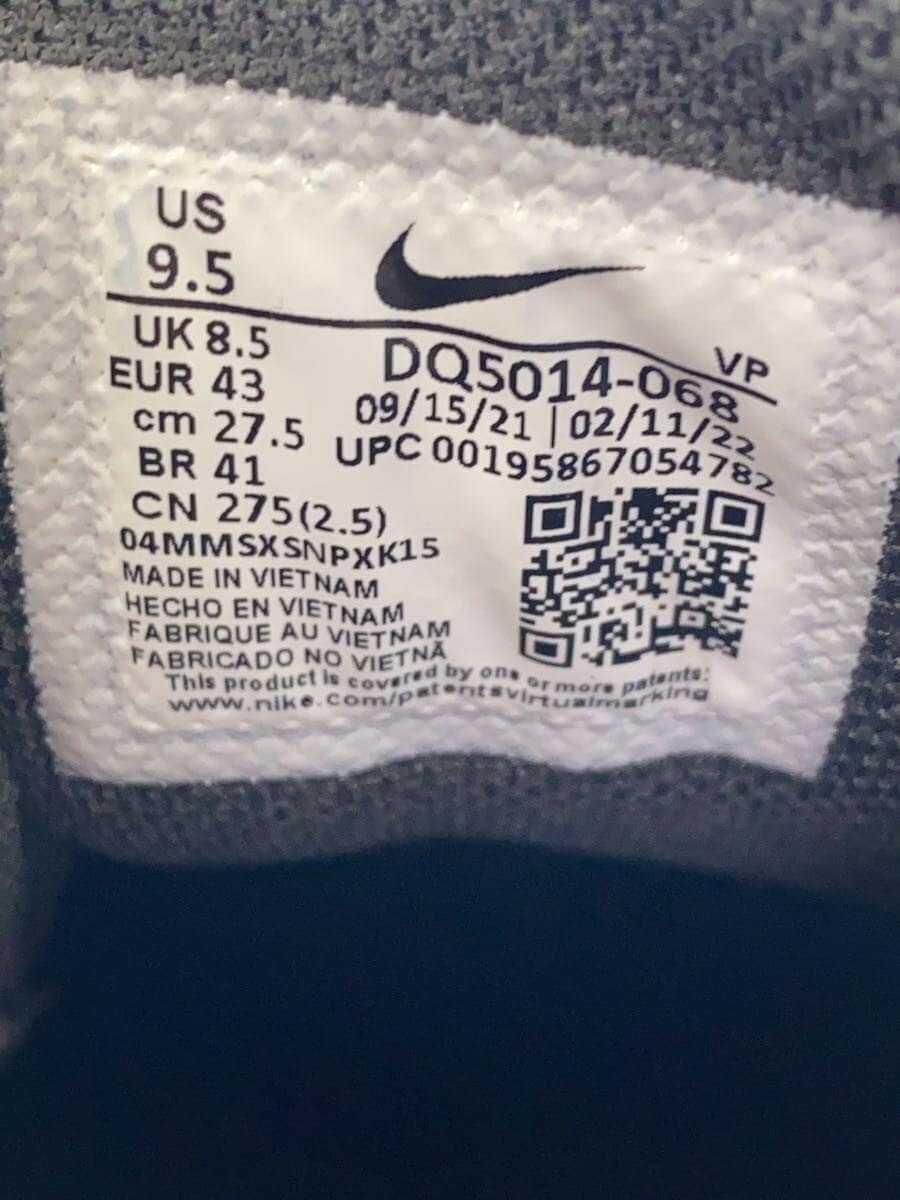 US
9.5
VP
UK 8.5
DQ5014-068
EUR 43
09/15/21 | 02/11/22
cm 27.5
UPC 00195867054782
BR 41
CN 275(2.5)
04MMSXSNPXK15
MADE IN VIETNAM
HECHO EN VIETNAM
FABRIQUE AU VIETNAM
FABRICADO NO VIETNÃ
This product is covered by one or more patents:
www.nike.com/patentsvirtualmarking